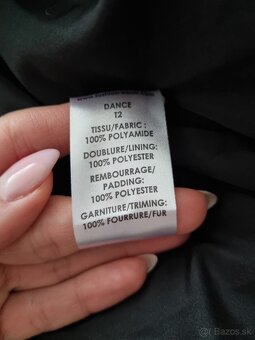 DANCE
T2
TISSU/FABRIC :
100% POLYAMIDE
DOUBLURE/LINING:
100% POLYESTER
REMBOURRAGE/
PADDING:
100% POLYESTER
GARNITURE/TRIMING:
100% FOURRURE/FUR
Bazos.sk